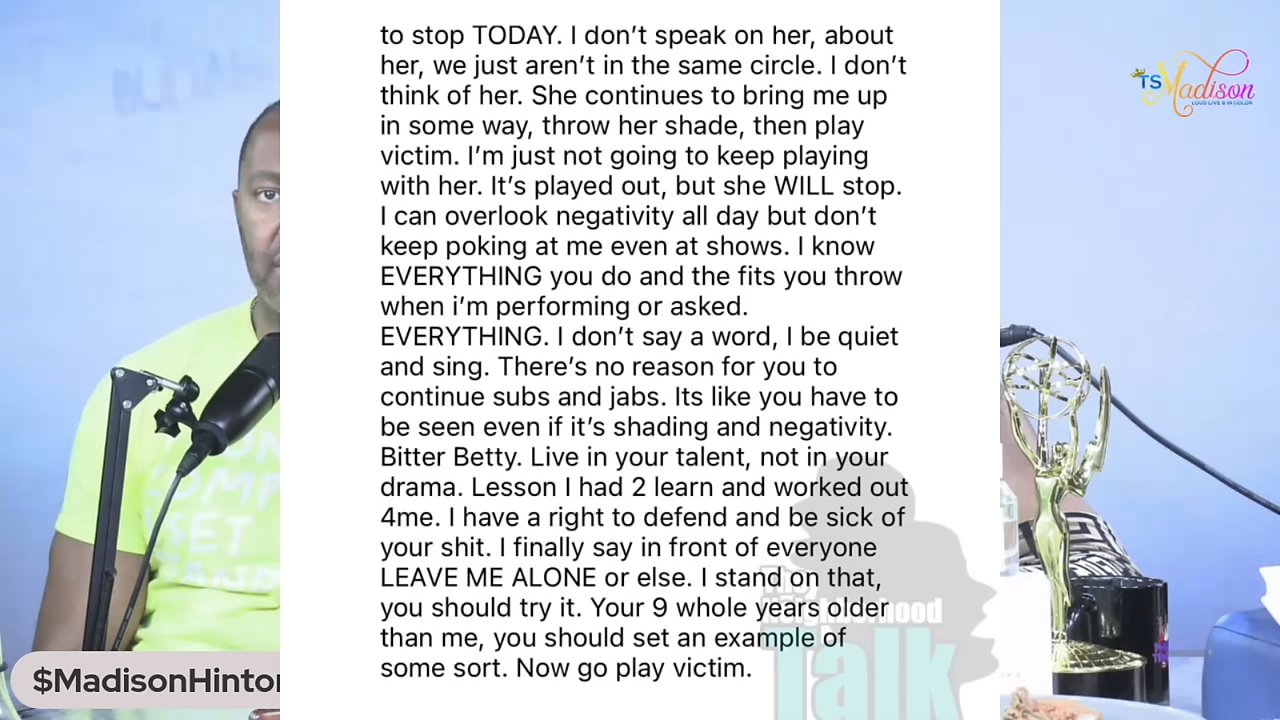 to stop TODAY. I don’t speak on her, about
her, we just aren’t in the same circle. I don’t
think of her. She continues to bring me up
in some way, throw her shade, then play
victim. I’m just not going to keep playing
with her. It’s played out, but she WILL stop.
I can overlook negativity all day but don’t
keep poking at me even at shows. I know
EVERYTHING you do and the fits you throw
when i’m performing or asked.
EVERYTHING. I don’t say a word, I be quiet
and sing. There’s no reason for you to
continue subs and jabs. Its like you have to
be seen even if it’s shading and negativity.
Bitter Betty. Live in your talent, not in your
drama. Lesson I had 2 learn and worked out
4me. I have a right to defend and be sick of
your shit. I finally say in front of everyone
LEAVE ME ALONE or else. I stand on that,
you should try it. Your 9 whole years older
than me, you should set an example of
some sort. Now go play victim.
Neighborhood
Talk
TS Madison
LOUD LIVE & IN COLOR
$MadisonHinto